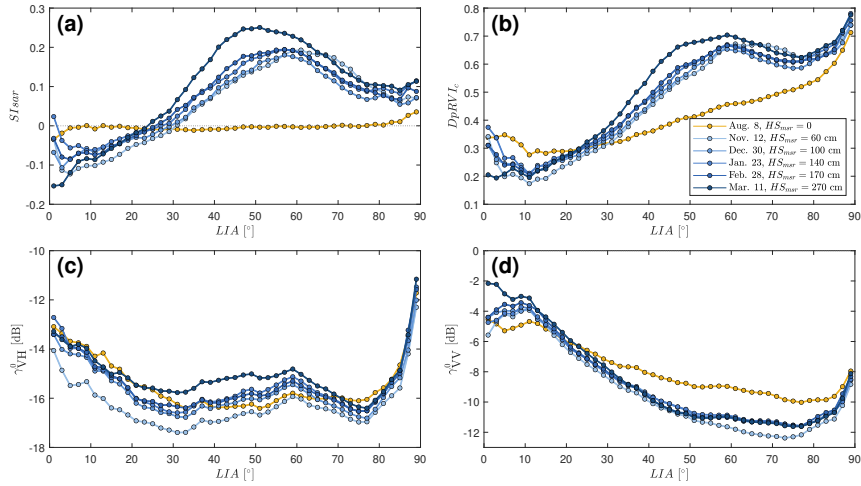 (a)
0.3
0.2
0.1
0
-0.1
-0.2
SIsar
0 10 20 30 40 50 60 70 80 90
LIA [°]
(b)
0.8
0.7
0.6
0.5
0.4
0.3
0.2
0.1
DpRVI_c
Aug. 8, HS_msr = 0
Nov. 12, HS_msr = 60 cm
Dec. 30, HS_msr = 100 cm
Jan. 23, HS_msr = 140 cm
Feb. 28, HS_msr = 170 cm
Mar. 11, HS_msr = 270 cm
0 10 20 30 40 50 60 70 80 90
LIA [°]
(c)
-10
-12
-14
-16
-18
γ⁰_VH [dB]
0 10 20 30 40 50 60 70 80 90
LIA [°]
(d)
0
-2
-4
-6
-8
-10
-12
γ⁰_VV [dB]
0 10 20 30 40 50 60 70 80 90
LIA [°]